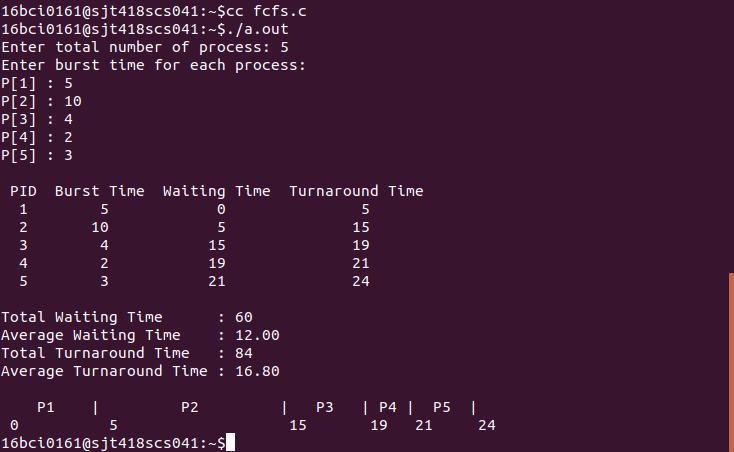 16bci0161@sjt418scs041:~$cc fcfs.c
16bci0161@sjt418scs041:~$./a.out
Enter total number of process: 5
Enter burst time for each process:
P[1] : 5
P[2] : 10
P[3] : 4
P[4] : 2
P[5] : 3
PID  Burst Time  Waiting Time  Turnaround Time
1        5            0               5
2       10            5              15
3        4           15              19
4        2           19              21
5        3           21              24
Total Waiting Time      : 60
Average Waiting Time    : 12.00
Total Turnaround Time   : 84
Average Turnaround Time : 16.80
P1    |         P2         |   P3   | P4 |  P5  |
0          5                   15       19   21     24
16bci0161@sjt418scs041:~$